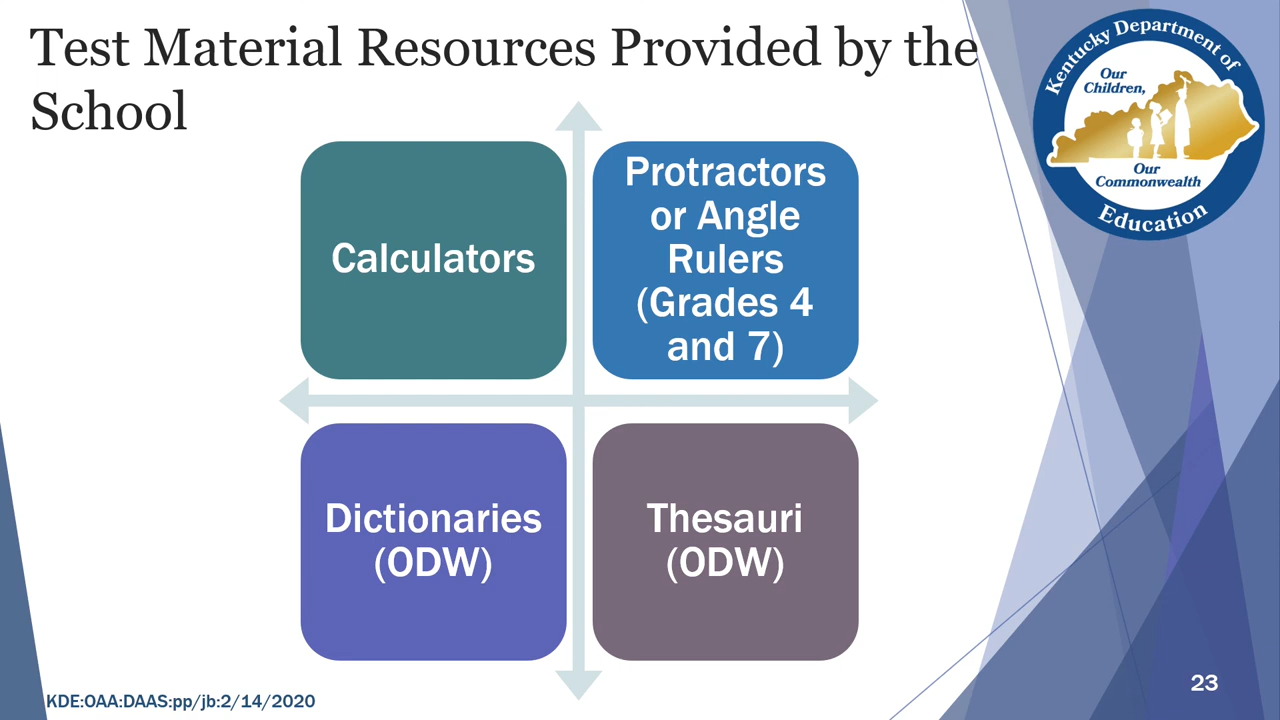 Test Material Resources Provided by the
School
Kentucky Department of
Our
Children,
Our
Commonwealth
Education
Calculators
Protractors
or Angle
Rulers
(Grades 4
and 7)
Dictionaries
(ODW)
Thesauri
(ODW)
KDE:OAA:DAAS:pp/jb:2/14/2020
23